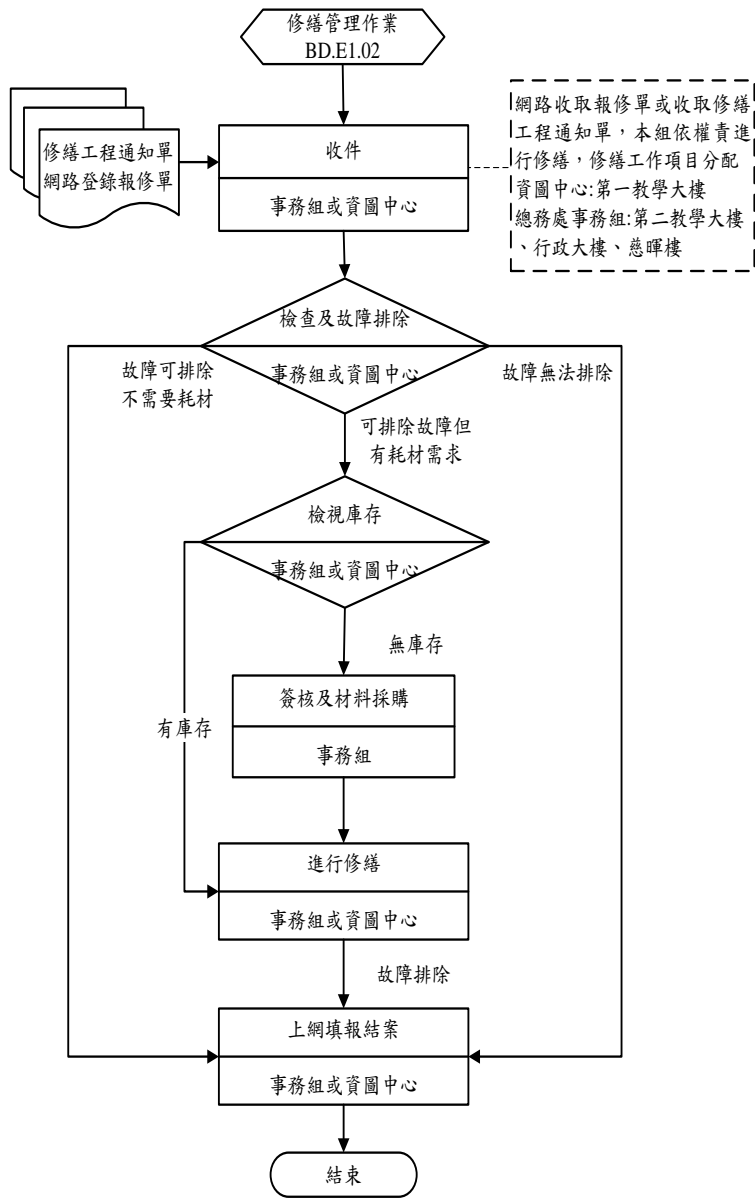 修繕管理作業
BD.E1.02
修繕工程通知單
網路登錄報修單
收件
事務組或資圖中心
網路收取報修單或收取修繕
工程通知單，本組依權責進
行修繕，修繕工作項目分配
資圖中心:第一教學大樓
總務處事務組:第二教學大樓
、行政大樓、慈暉樓
檢查及故障排除
事務組或資圖中心
故障可排除
不需要耗材
故障無法排除
可排除故障但
有耗材需求
檢視庫存
事務組或資圖中心
無庫存
有庫存
簽核及材料採購
事務組
進行修繕
事務組或資圖中心
故障排除
上網填報結案
事務組或資圖中心
結束